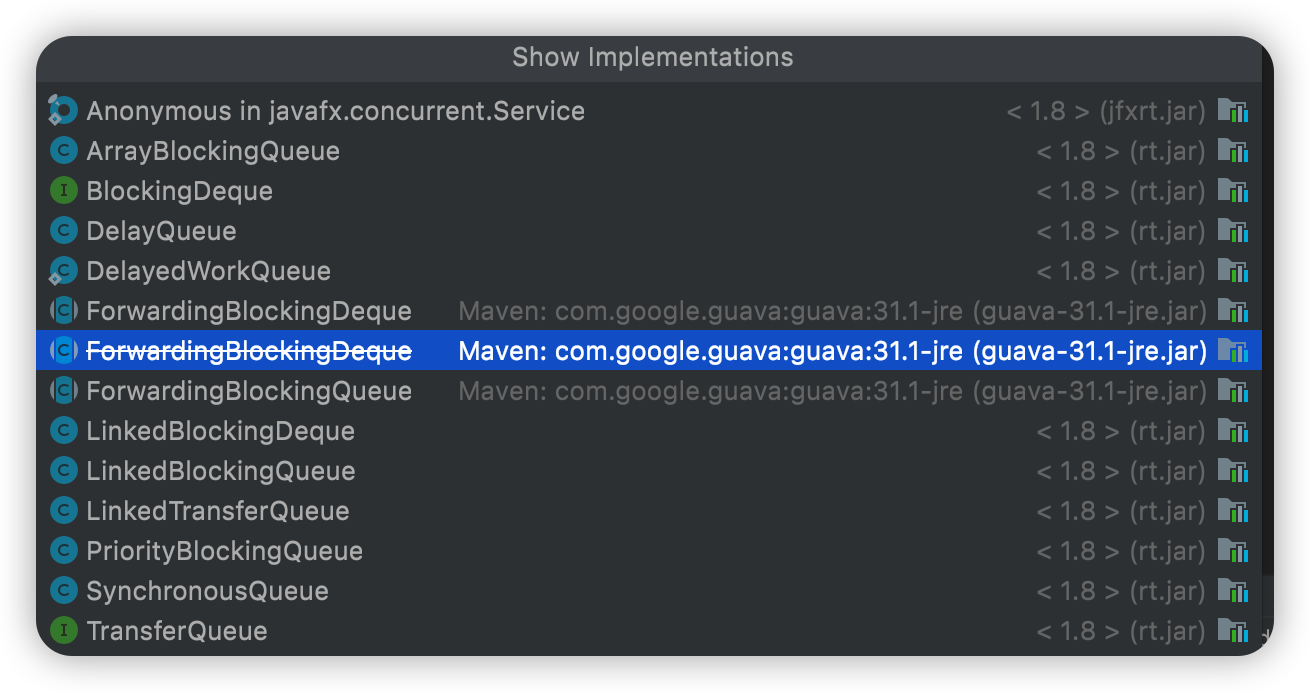 Show Implementations
Anonymous in javafx.concurrent.Service < 1.8 > (jfxrt.jar)
C ArrayBlockingQueue < 1.8 > (rt.jar)
I BlockingDeque < 1.8 > (rt.jar)
C DelayQueue < 1.8 > (rt.jar)
C DelayedWorkQueue < 1.8 > (rt.jar)
C ForwardingBlockingDeque Maven: com.google.guava:guava:31.1-jre (guava-31.1-jre.jar)
C ForwardingBlockingDeque Maven: com.google.guava:guava:31.1-jre (guava-31.1-jre.jar)
C ForwardingBlockingQueue Maven: com.google.guava:guava:31.1-jre (guava-31.1-jre.jar)
C LinkedBlockingDeque < 1.8 > (rt.jar)
C LinkedBlockingQueue < 1.8 > (rt.jar)
C LinkedTransferQueue < 1.8 > (rt.jar)
C PriorityBlockingQueue < 1.8 > (rt.jar)
C SynchronousQueue < 1.8 > (rt.jar)
I TransferQueue < 1.8 > (rt.jar)